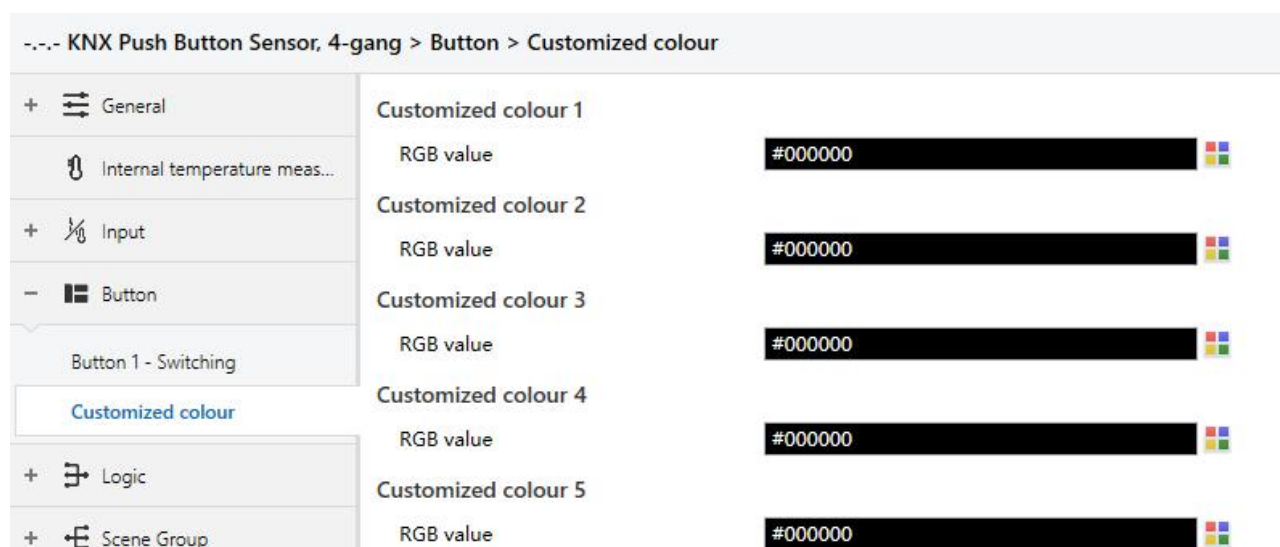 -.-.- KNX Push Button Sensor, 4-gang > Button > Customized colour
+ General
Internal temperature meas...
+ Input
- Button
Button 1 - Switching
Customized colour
+ Logic
+ Scene Group
Customized colour 1
RGB value #000000
Customized colour 2
RGB value #000000
Customized colour 3
RGB value #000000
Customized colour 4
RGB value #000000
Customized colour 5
RGB value #000000